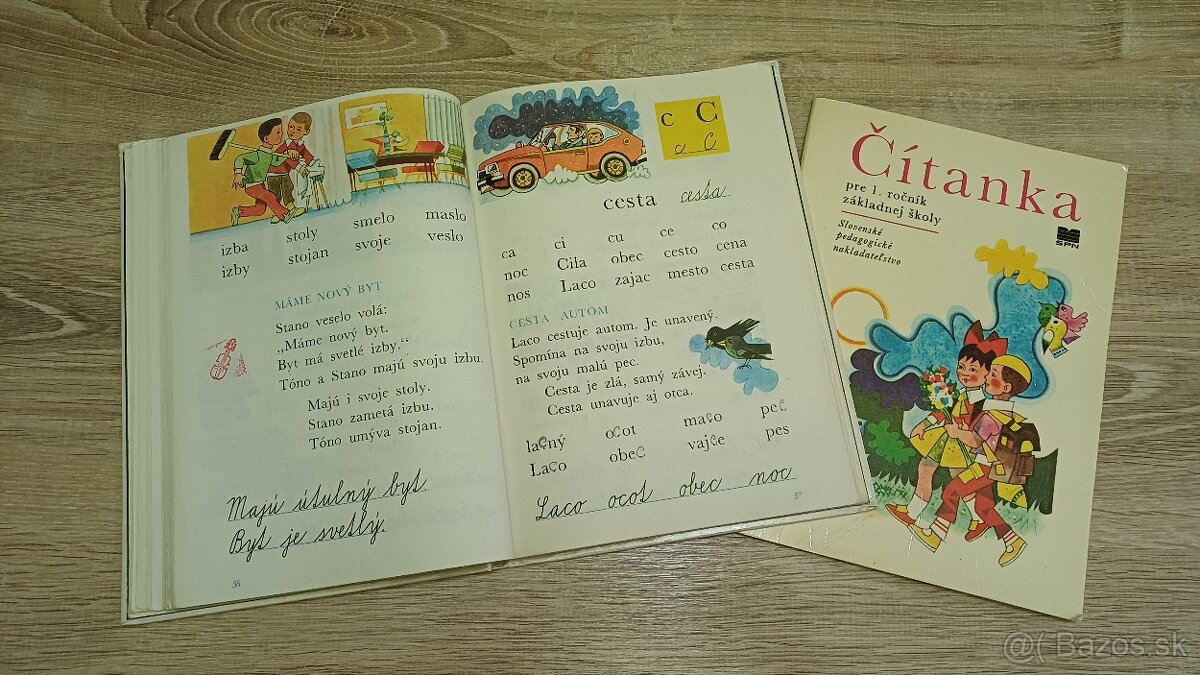 izba stoly smelo maslo
izby stojan svoje veslo
MÁME NOVÝ BYT
Stano veselo volá:
„Máme nový byt.
Byt má svetlé izby.“
Tóno a Stano majú svoju izbu.
Majú i svoje stoly.
Stano zametá izbu.
Tóno umýva stojan.
Majú útulný byt.
Byt je svetlý.
56
c C
c C
cesta cesta
ca ci cu ce co
noc Cila obec cesto cena
nos Laco zajac mesto cesta
CESTA AUTOM
Laco cestuje autom. Je unavený.
Spomína na svoju izbu,
na svoju malú pec.
Cesta je zlá, samý závej.
Cesta unavuje aj otca.
lacný ocot maco pec
Laco obec vajce pes
Laco ocot obec noc
57
Čítanka
pre 1. ročník
základnej školy
Slovenské
pedagogické
nakladateľstvo
SPN
@( Bazos.sk